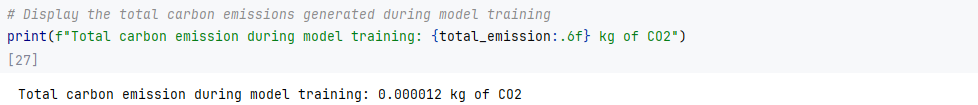 # Display the total carbon emissions generated during model training
print(f"Total carbon emission during model training: {total_emission:.6f} kg of CO2")
[27]
Total carbon emission during model training: 0.000012 kg of CO2